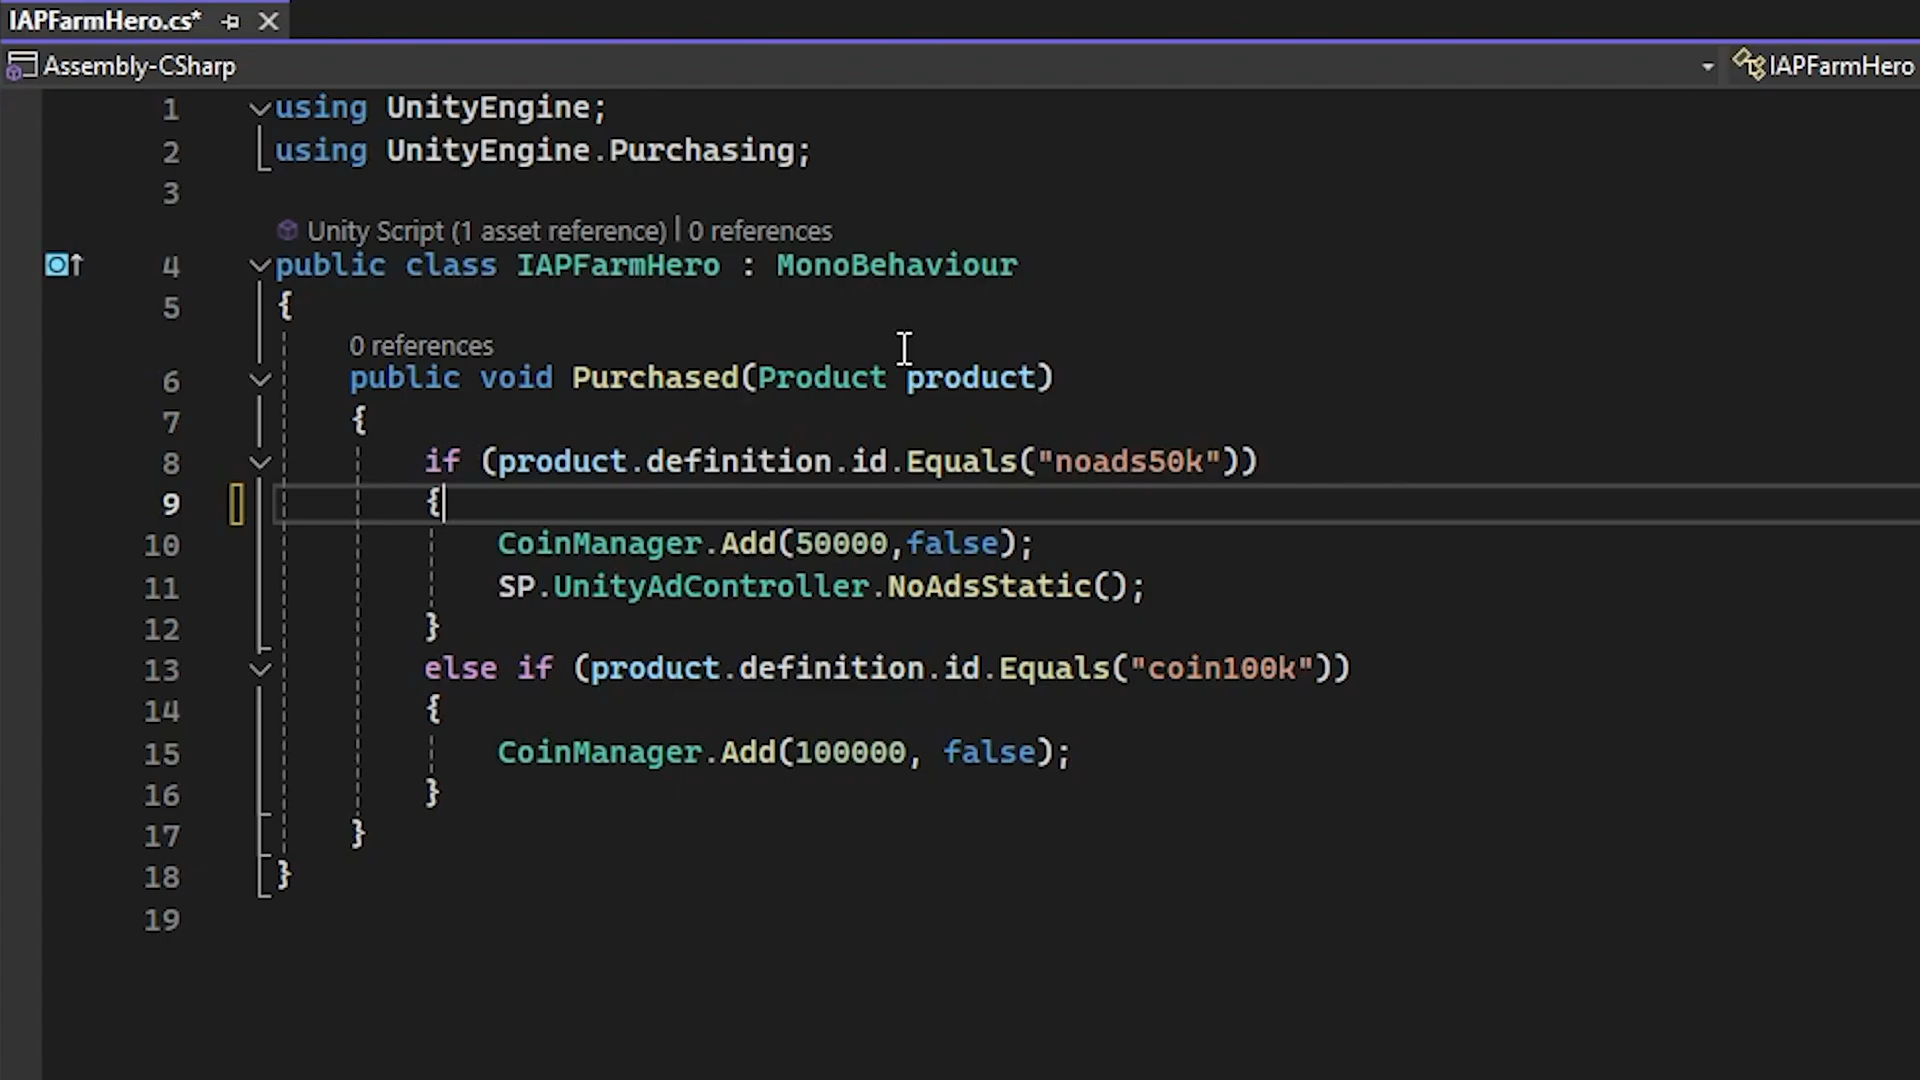 IAPFarmHero.cs*
Assembly-CSharp IAPFarmHero
1 using UnityEngine;
2 using UnityEngine.Purchasing;
3
Unity Script (1 asset reference) | 0 references
4 public class IAPFarmHero : MonoBehaviour
5 {
0 references
6 public void Purchased(Product product)
7 {
8 if (product.definition.id.Equals("noads50k"))
9 {
10 CoinManager.Add(50000,false);
11 SP.UnityAdController.NoAdsStatic();
12 }
13 else if (product.definition.id.Equals("coin100k"))
14 {
15 CoinManager.Add(100000, false);
16 }
17 }
18 }
19